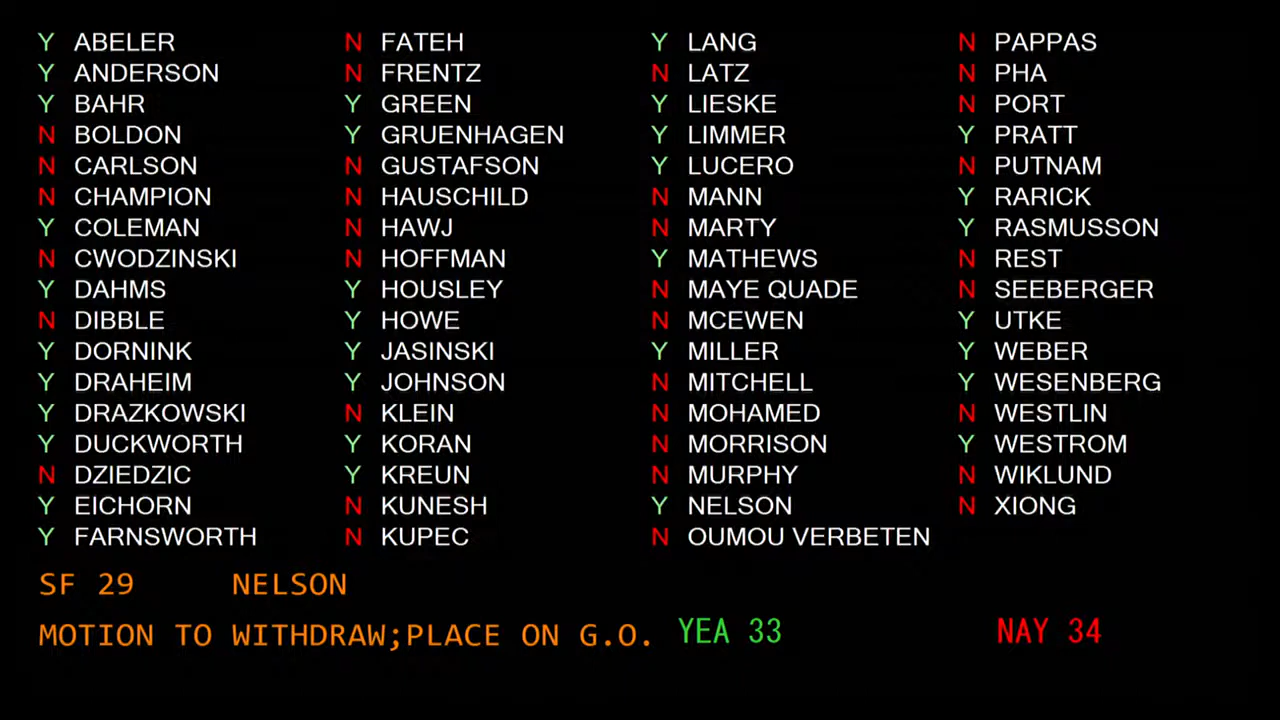 Y ABELER N FATEH Y LANG N PAPPAS
Y ANDERSON N FRENTZ N LATZ N PHA
Y BAHR Y GREEN Y LIESKE N PORT
N BOLDON Y GRUENHAGEN Y LIMMER Y PRATT
N CARLSON N GUSTAFSON Y LUCERO N PUTNAM
N CHAMPION N HAUSCHILD N MANN Y RARICK
Y COLEMAN N HAWJ N MARTY Y RASMUSSON
N CWODZINSKI N HOFFMAN Y MATHEWS N REST
Y DAHMS Y HOUSLEY N MAYE QUADE N SEEBERGER
N DIBBLE Y HOWE N MCEWEN Y UTKE
Y DORNINK Y JASINSKI Y MILLER Y WEBER
Y DRAHEIM Y JOHNSON N MITCHELL Y WESENBERG
Y DRAZKOWSKI N KLEIN N MOHAMED N WESTLIN
Y DUCKWORTH Y KORAN N MORRISON Y WESTROM
N DZIEDZIC Y KREUN N MURPHY N WIKLUND
Y EICHORN N KUNESH Y NELSON N XIONG
Y FARNSWORTH N KUPEC N OUMOU VERBETEN
SF 29 NELSON
MOTION TO WITHDRAW;PLACE ON G.O. YEA 33 NAY 34